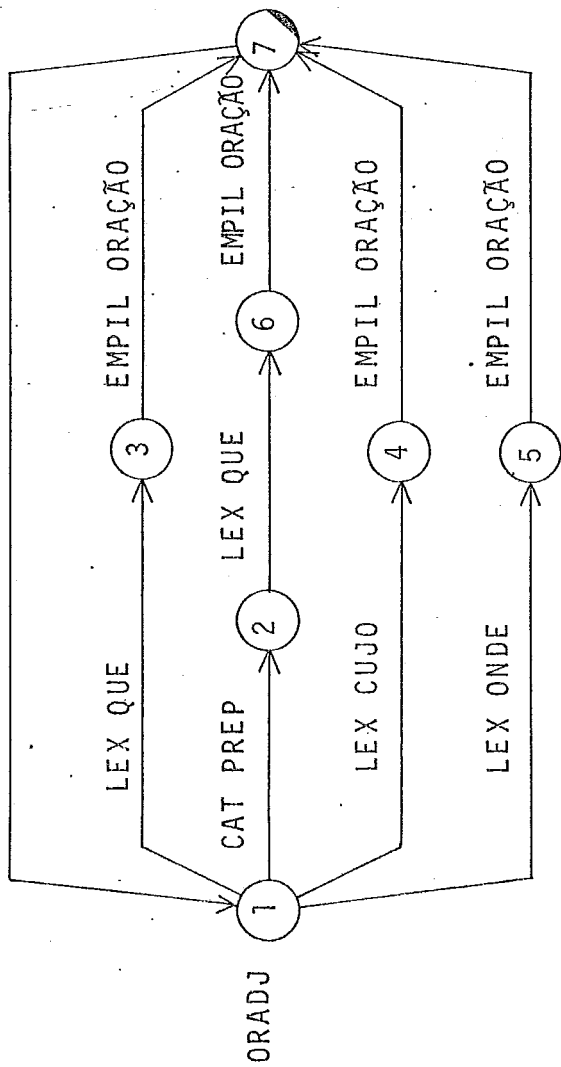 ORADJ
1
LEX QUE
3
EMPIL ORAÇÃO
CAT PREP
2
LEX QUE
6
EMPIL ORAÇÃO
LEX CUJO
4
EMPIL ORAÇÃO
LEX ONDE
5
EMPIL ORAÇÃO
7